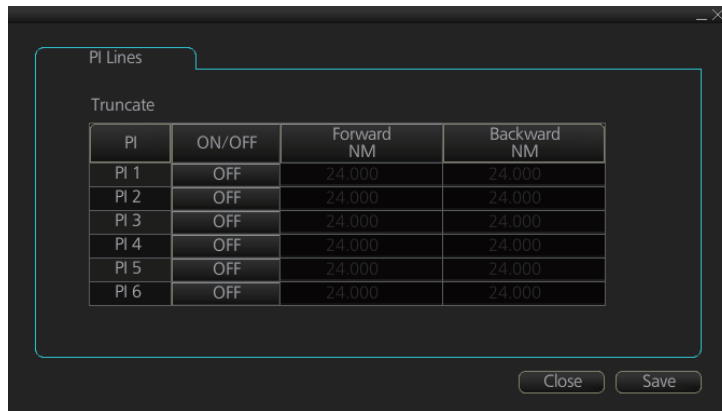 PI Lines
Truncate
PI ON/OFF Forward NM Backward NM
PI 1 OFF 24.000 24.000
PI 2 OFF 24.000 24.000
PI 3 OFF 24.000 24.000
PI 4 OFF 24.000 24.000
PI 5 OFF 24.000 24.000
PI 6 OFF 24.000 24.000
Close Save